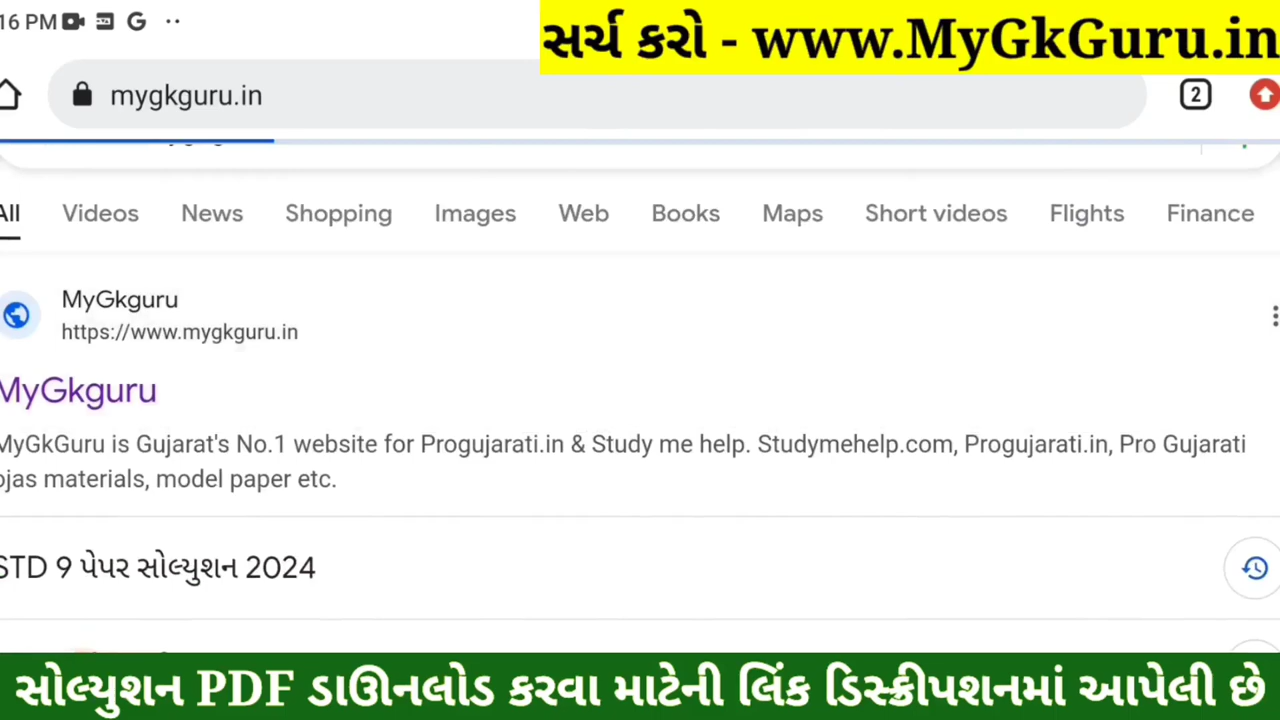 16 PM
સર્ચ કરો - www.MyGkGuru.in
mygkguru.in
2
All Videos News Shopping Images Web Books Maps Short videos Flights Finance
MyGkguru
https://www.mygkguru.in
MyGkguru
MyGkGuru is Gujarat's No.1 website for Progujarati.in & Study me help. Studymehelp.com, Progujarati.in, Pro Gujarati
ojas materials, model paper etc.
STD 9 પેપર સોલ્યુશન 2024
સોલ્યુશન PDF ડાઊનલોડ કરવા માટેની લિંક ડિસ્ક્રીપશનમાં આપેલી છે